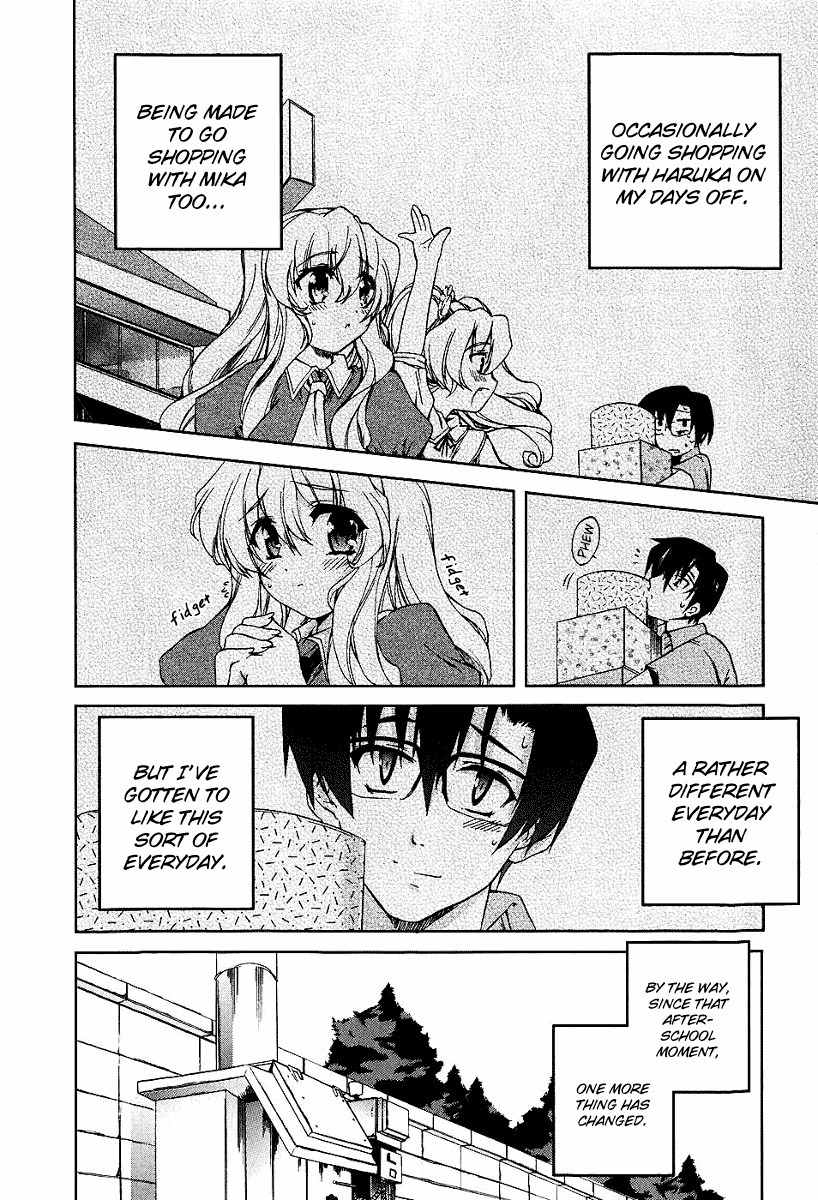 OCCASIONALLY
GOING SHOPPING
WITH HARUKA ON
MY DAYS OFF.
BEING MADE
TO GO
SHOPPING
WITH MIKA
TOO...
PHEW
fidget
fidget
A RATHER
DIFFERENT
EVERYDAY
THAN
BEFORE.
BUT I'VE
GOTTEN TO
LIKE THIS
SORT OF
EVERYDAY.
BY THE WAY,
SINCE THAT
AFTER-
SCHOOL
MOMENT,
ONE MORE
THING HAS
CHANGED.